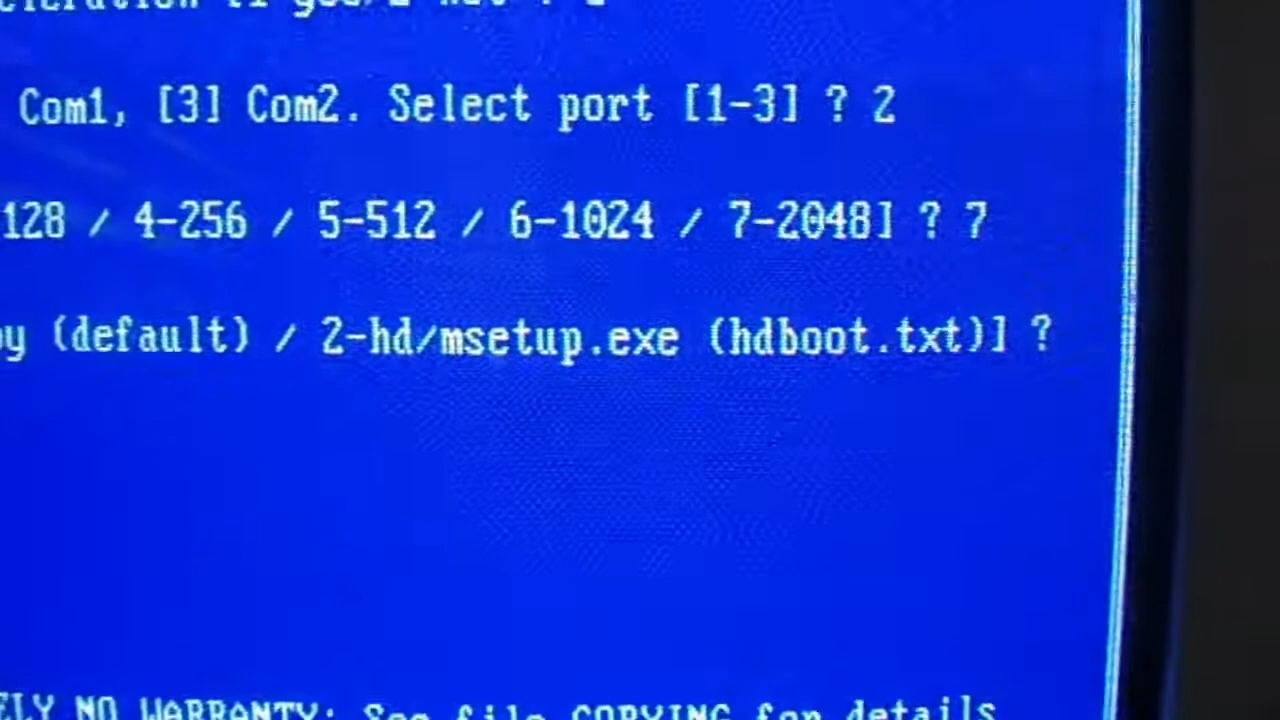 Com1, [3] Com2. Select port [1-3] ? 2
128 / 4-256 / 5-512 / 6-1024 / 7-2048] ? 7
(default) / 2-hd/msetup.exe (hdboot.txt)] ?
NO WARRANTY; See file COPYING for details